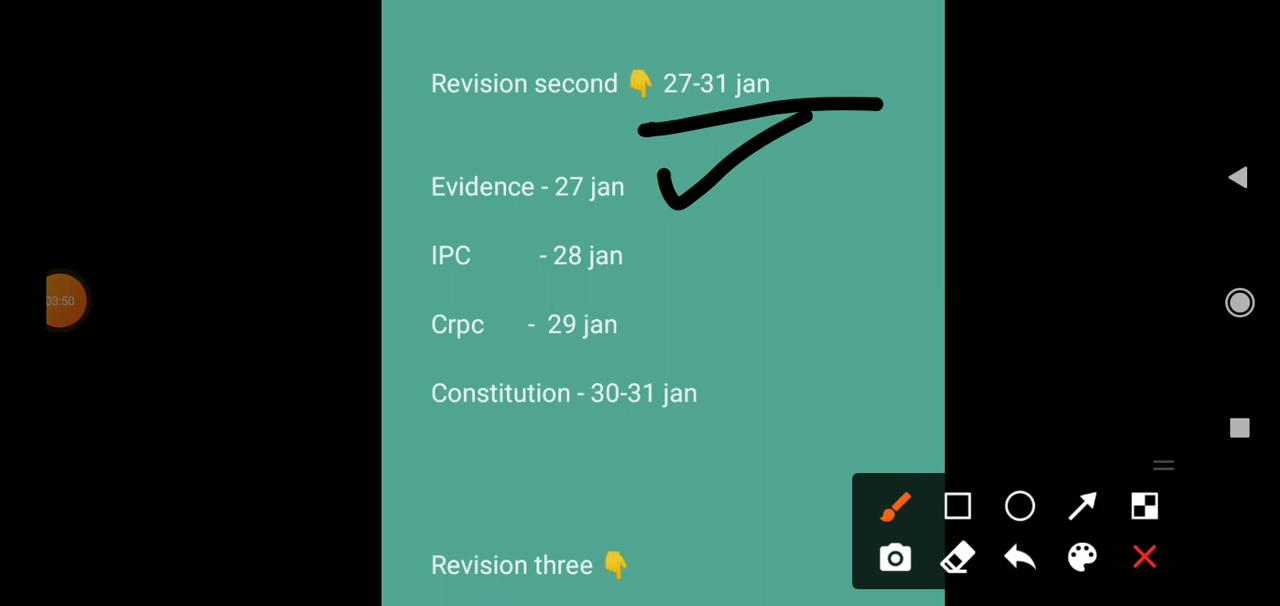 Revision second 👇 27-31 jan
Evidence - 27 jan
IPC - 28 jan
03:50
Crpc - 29 jan
Constitution - 30-31 jan
Revision three 👇